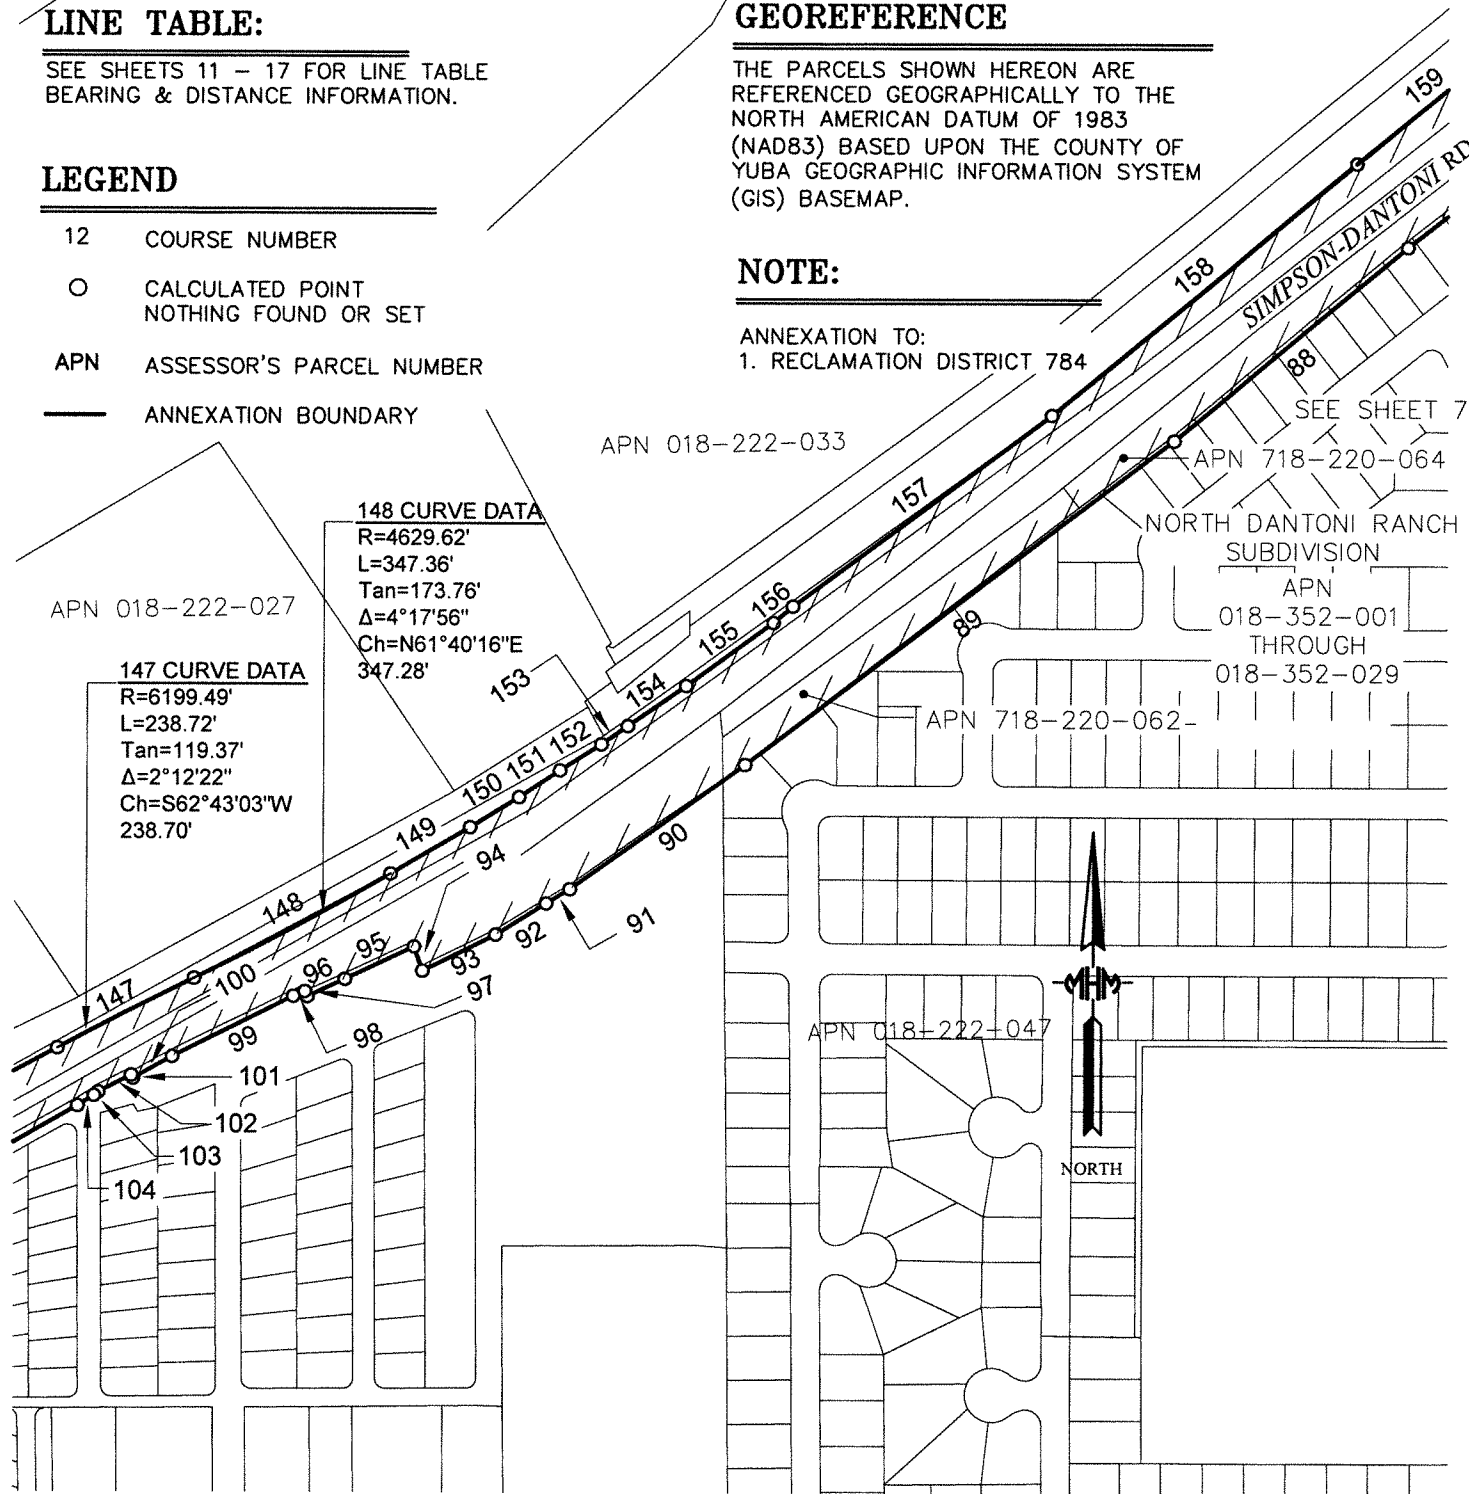 LINE TABLE:
SEE SHEETS 11 – 17 FOR LINE TABLE
BEARING & DISTANCE INFORMATION.
LEGEND
12 COURSE NUMBER
CALCULATED POINT
NOTHING FOUND OR SET
APN ASSESSOR'S PARCEL NUMBER
ANNEXATION BOUNDARY
GEOREFERENCE
THE PARCELS SHOWN HEREON ARE
REFERENCED GEOGRAPHICALLY TO THE
NORTH AMERICAN DATUM OF 1983
(NAD83) BASED UPON THE COUNTY OF
YUBA GEOGRAPHIC INFORMATION SYSTEM
(GIS) BASEMAP.
NOTE:
ANNEXATION TO:
1. RECLAMATION DISTRICT 784
159
SIMPSON-DANTONI RD
158
88
SEE SHEET 7
APN 018-222-033
APN 718-220-064
157
148 CURVE DATA
R=4629.62'
L=347.36'
Tan=173.76'
Δ=4°17'56"
Ch=N61°40'16"E
347.28'
NORTH DANTONI RANCH
SUBDIVISION
APN
018-352-001
THROUGH
018-352-029
APN 018-222-027
156
155
89
147 CURVE DATA
R=6199.49'
L=238.72'
Tan=119.37'
Δ=2°12'22"
Ch=S62°43'03"W
238.70'
153
154
APN 718-220-062
152
151
150
149
90
94
148
91
92
95
93
96
100
97
147
99
98
APN 018-222-047
101
102
103
104
NORTH